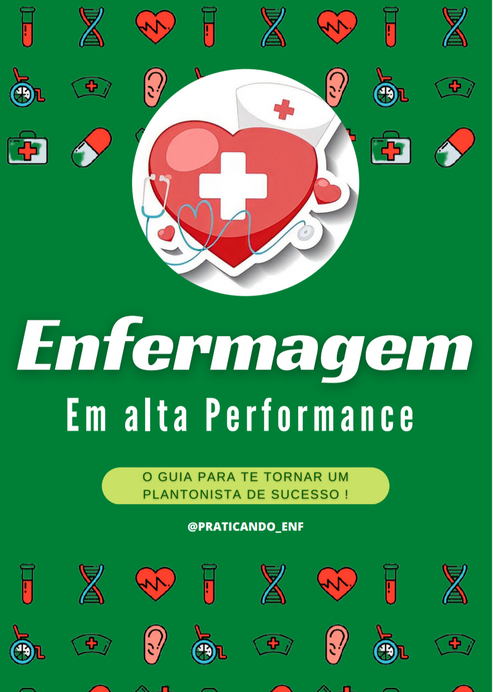 Enfermagem
Em alta Performance
O GUIA PARA TE TORNAR UM
PLANTONISTA DE SUCESSO !
@PRATICANDO_ENF